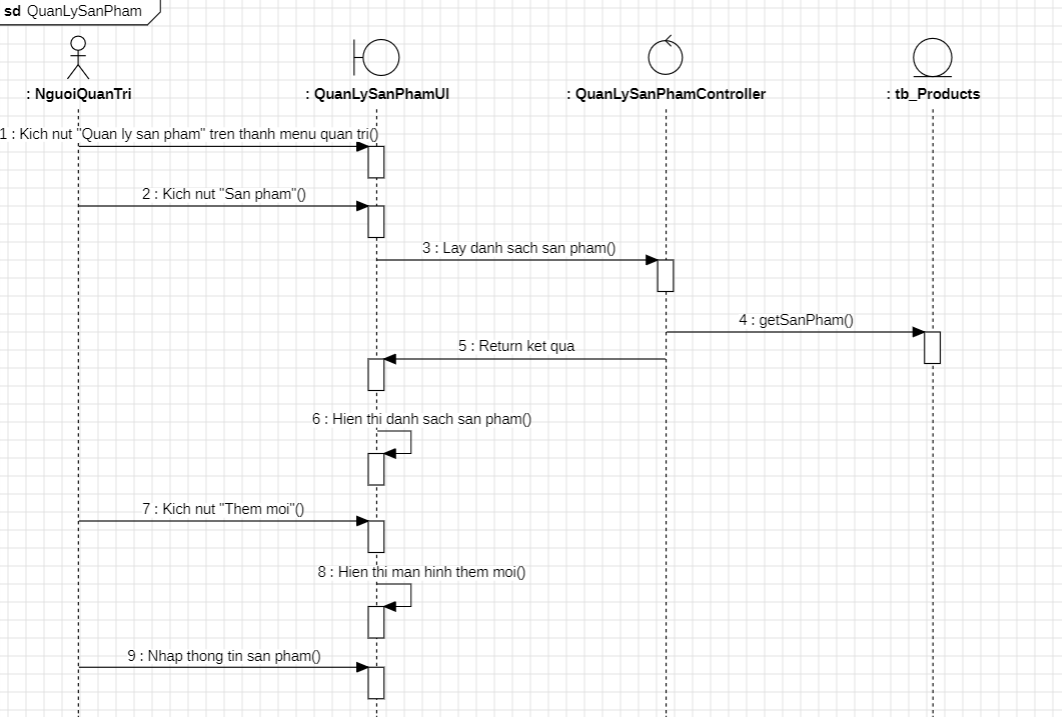 sd QuanLySanPham
: NguoiQuanTri
: QuanLySanPhamUI
: QuanLySanPhamController
: tb_Products
1 : Kich nut "Quan ly san pham" tren thanh menu quan tri()
2 : Kich nut "San pham"()
3 : Lay danh sach san pham()
4 : getSanPham()
5 : Return ket qua
6 : Hien thi danh sach san pham()
7 : Kich nut "Them moi"()
8 : Hien thi man hinh them moi()
9 : Nhap thong tin san pham()